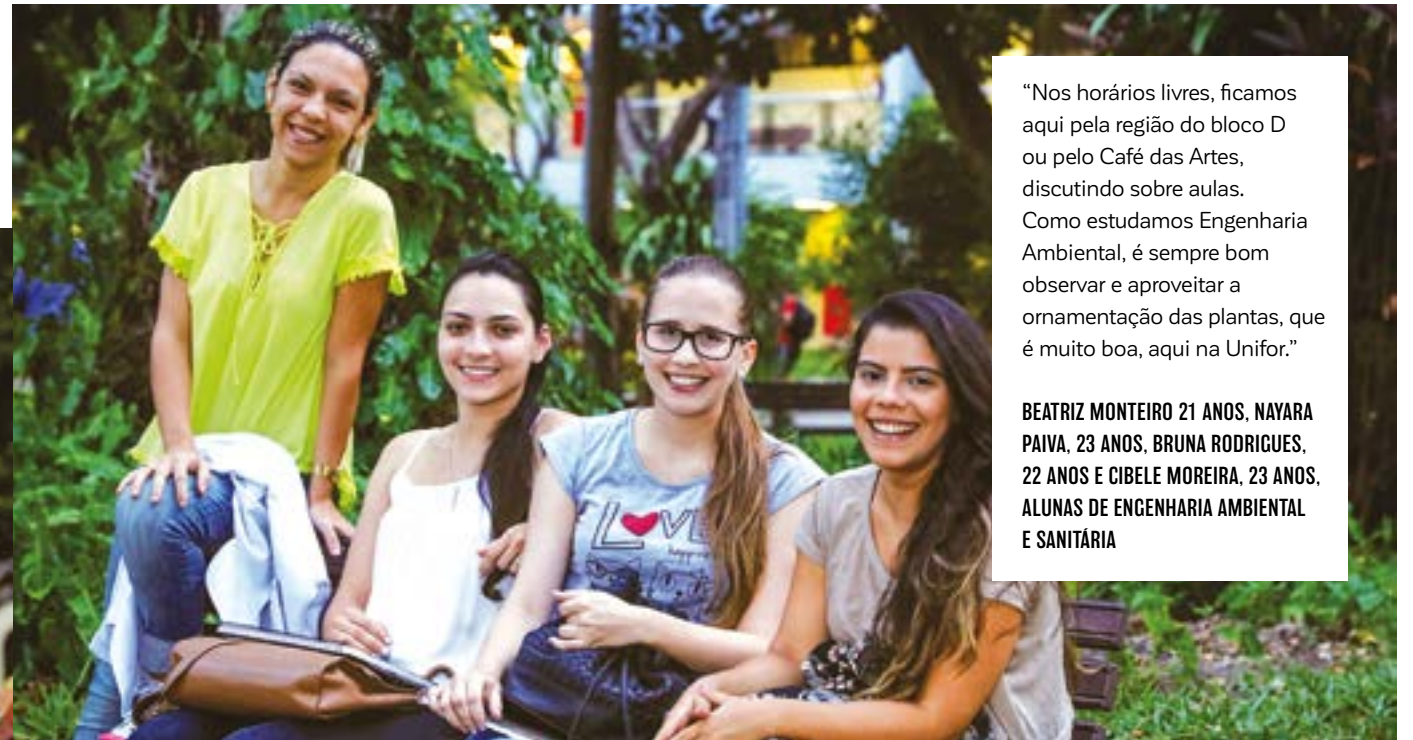 “Nos horários livres, ficamos
aqui pela região do bloco D
ou pelo Café das Artes,
discutindo sobre aulas.
Como estudamos Engenharia
Ambiental, é sempre bom
observar e aproveitar a
ornamentação das plantas, que
é muito boa, aqui na Unifor.”
BEATRIZ MONTEIRO 21 ANOS, NAYARA
PAIVA, 23 ANOS, BRUNA RODRIGUES,
22 ANOS E CIBELE MOREIRA, 23 ANOS,
ALUNAS DE ENGENHARIA AMBIENTAL
E SANITÁRIA
LOVE